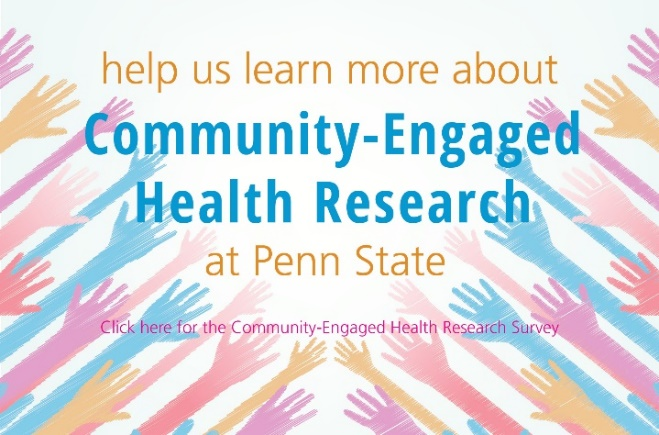 help us learn more about
Community-Engaged
Health Research
at Penn State
Click here for the Community-Engaged Health Research Survey